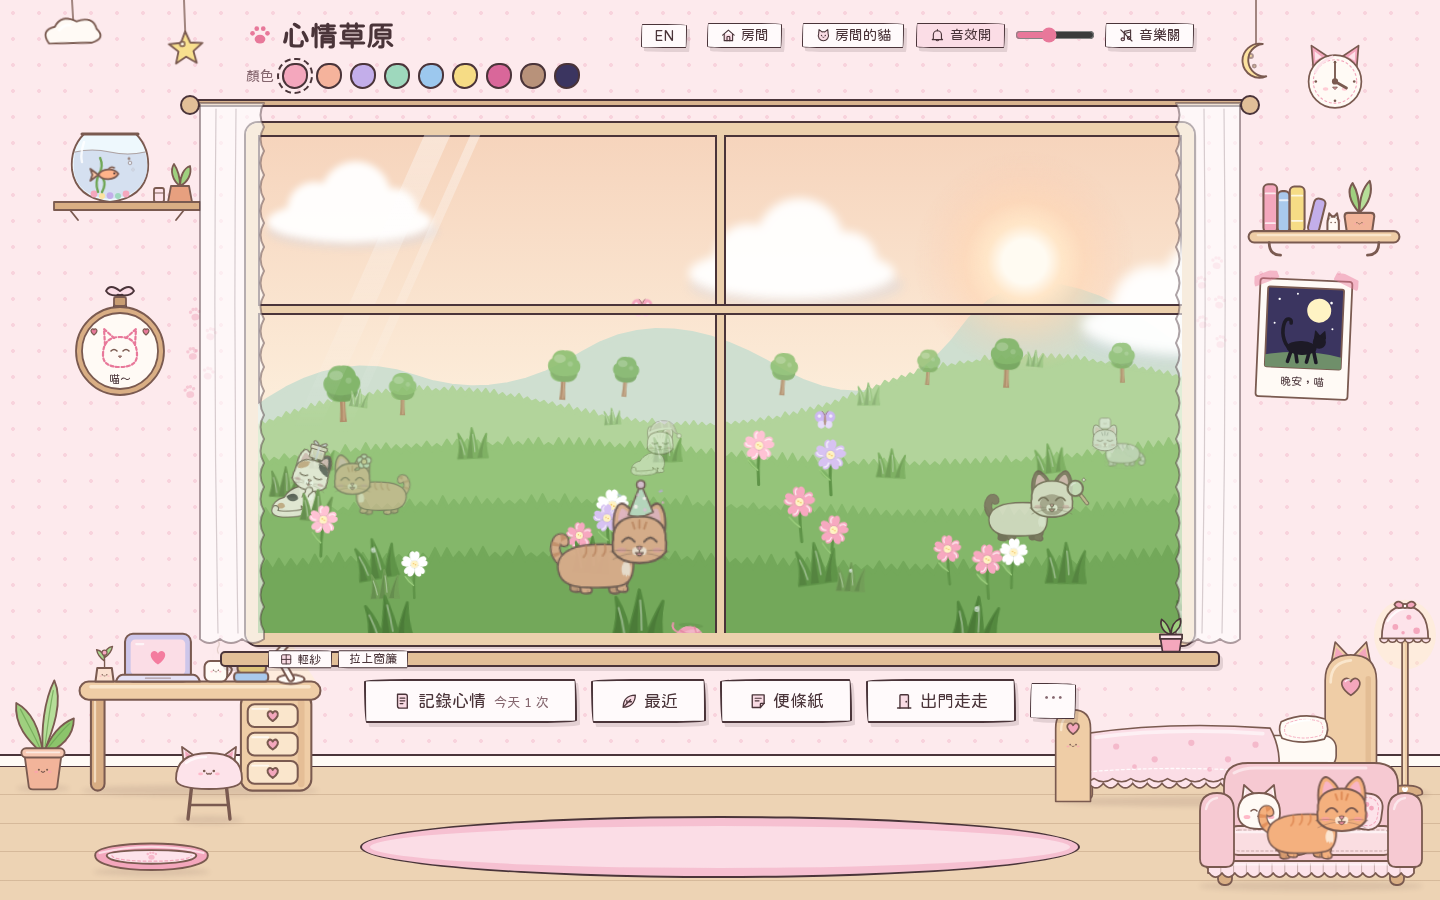 心情草原
EN
房間
房間的貓
音效開
音樂關
顏色
喵～
晚安，喵
輕紗
拉上窗簾
記錄心情 今天 1 次
最近
便條紙
出門走走
...